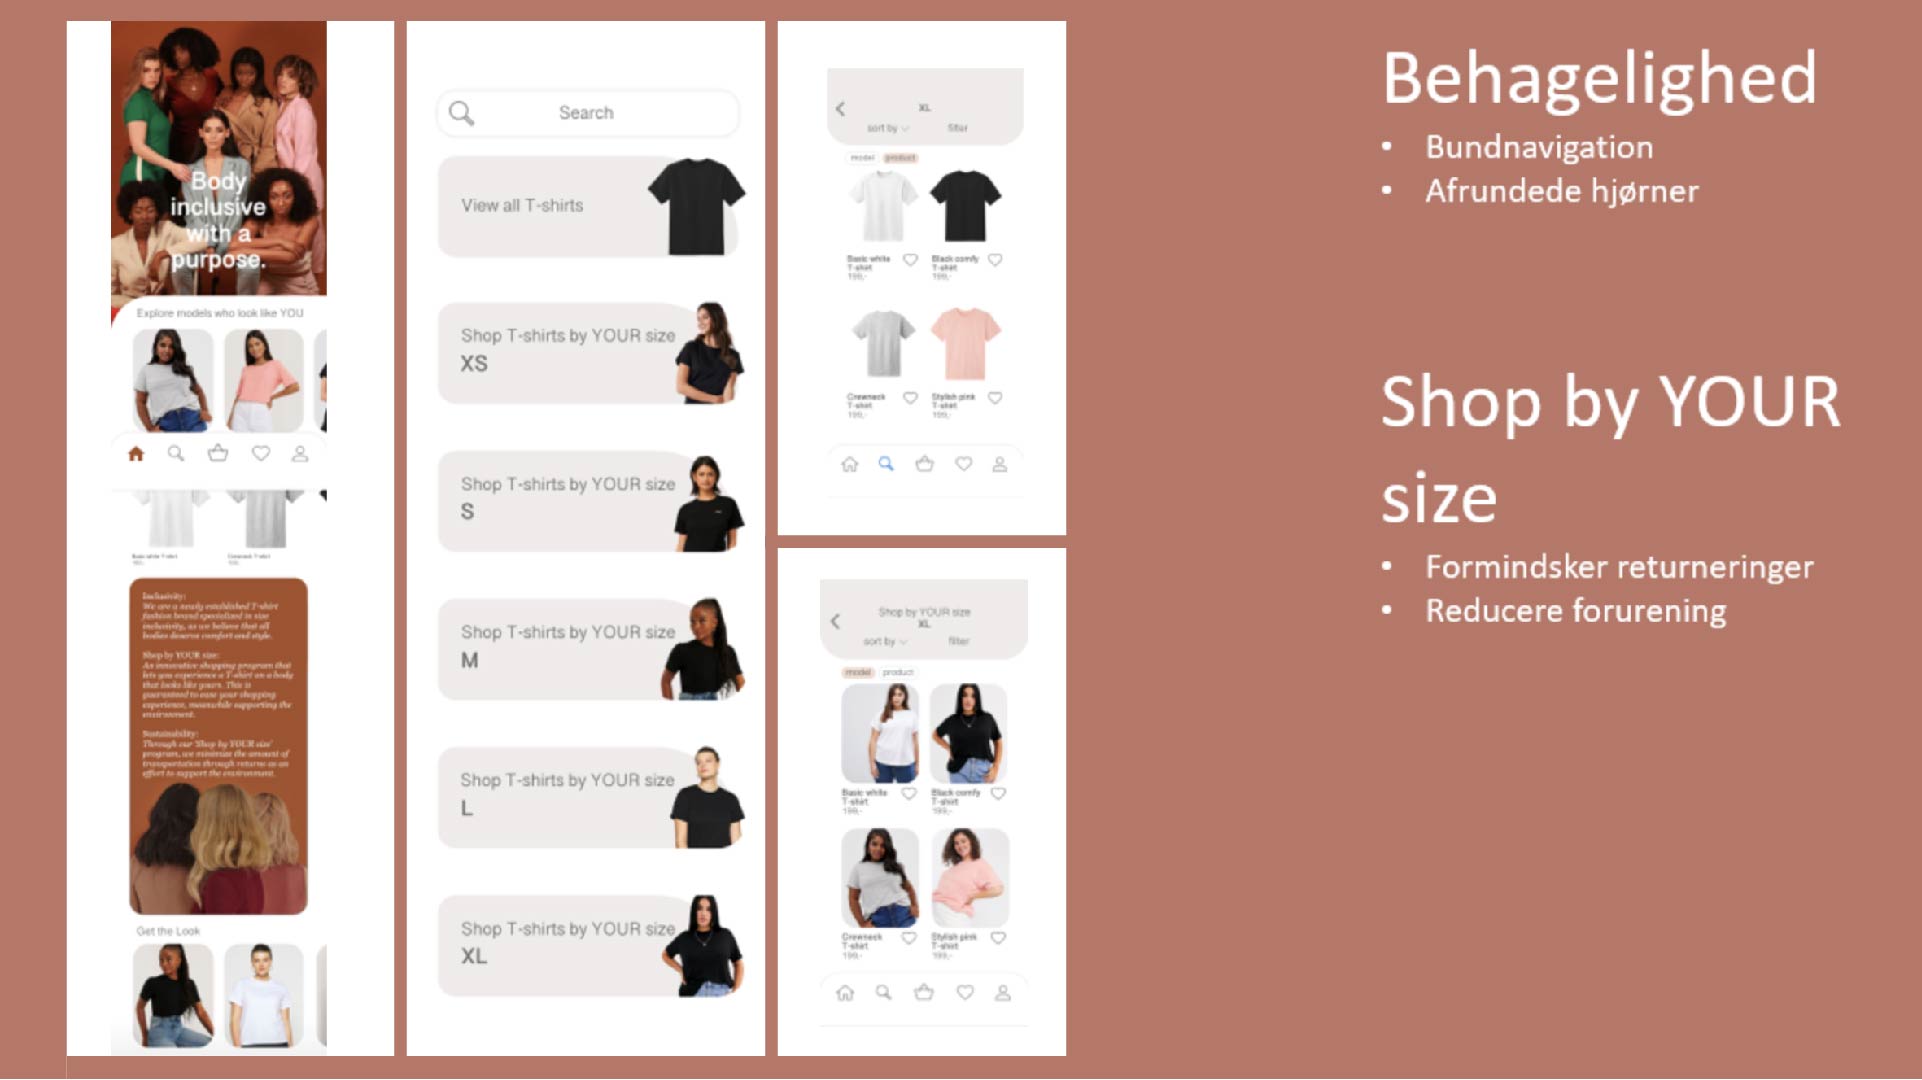 Body
inclusive
with a
purpose.
Explore models who look like YOU
Basic white T-shirt
Crewneck T-shirt
Inclusivity:
We are a newly established T-shirt
fashion brand specialized in size
inclusivity, as we believe that all
bodies deserve comfort and style.
Shop by YOUR size:
An innovative shopping program that
lets you experience a T-shirt on a body
that looks like yours. This is
guaranteed to ease your shopping
experience, meanwhile supporting the
environment.
Sustainability:
Through our 'Shop by YOUR size'
program, we minimize the amount of
transportation through returns as an
effort to support the environment.
Get the Look
Search
View all T-shirts
Shop T-shirts by YOUR size
XS
Shop T-shirts by YOUR size
S
Shop T-shirts by YOUR size
M
Shop T-shirts by YOUR size
L
Shop T-shirts by YOUR size
XL
XL
sort by filter
model product
Basic white
T-shirt
199,-
Black comfy
T-shirt
199,-
Crewneck
T-shirt
199,-
Stylish pink
T-shirt
199,-
Shop by YOUR size
XL
sort by filter
model product
Basic white
T-shirt
199,-
Black comfy
T-shirt
199,-
Crewneck
T-shirt
199,-
Stylish pink
T-shirt
199,-
Behagelighed
• Bundnavigation
• Afrundede hjørner
Shop by YOUR
size
• Formindsker returneringer
• Reducere forurening